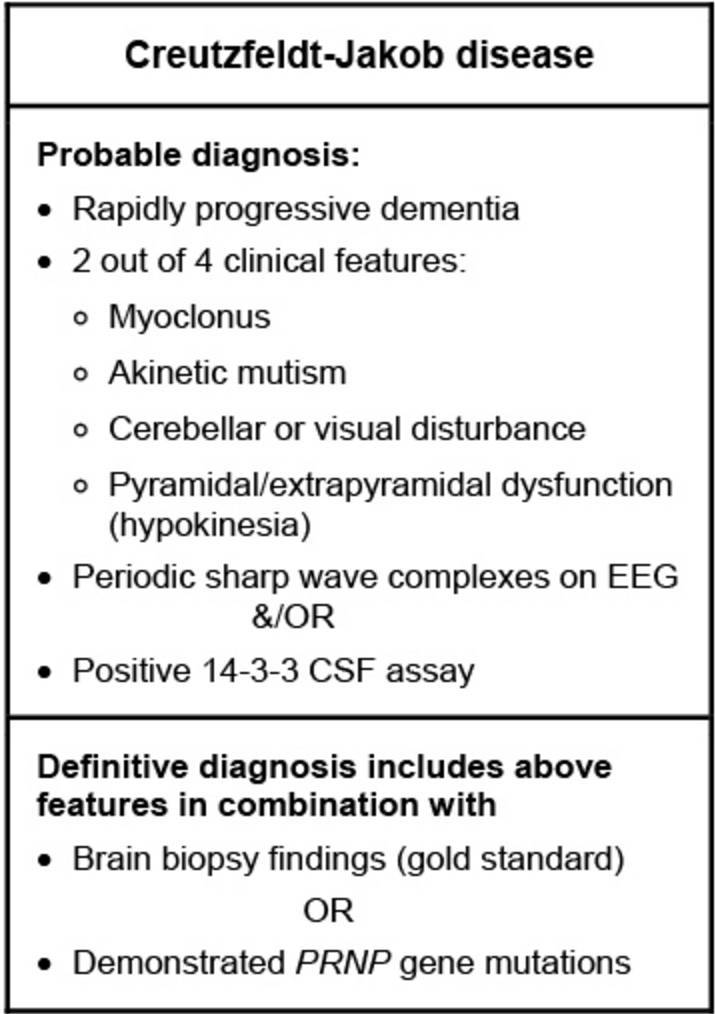 Creutzfeldt-Jakob disease
Probable diagnosis:
• Rapidly progressive dementia
• 2 out of 4 clinical features:
○ Myoclonus
○ Akinetic mutism
○ Cerebellar or visual disturbance
○ Pyramidal/extrapyramidal dysfunction
(hypokinesia)
• Periodic sharp wave complexes on EEG
&/OR
• Positive 14-3-3 CSF assay
Definitive diagnosis includes above
features in combination with
• Brain biopsy findings (gold standard)
OR
• Demonstrated PRNP gene mutations